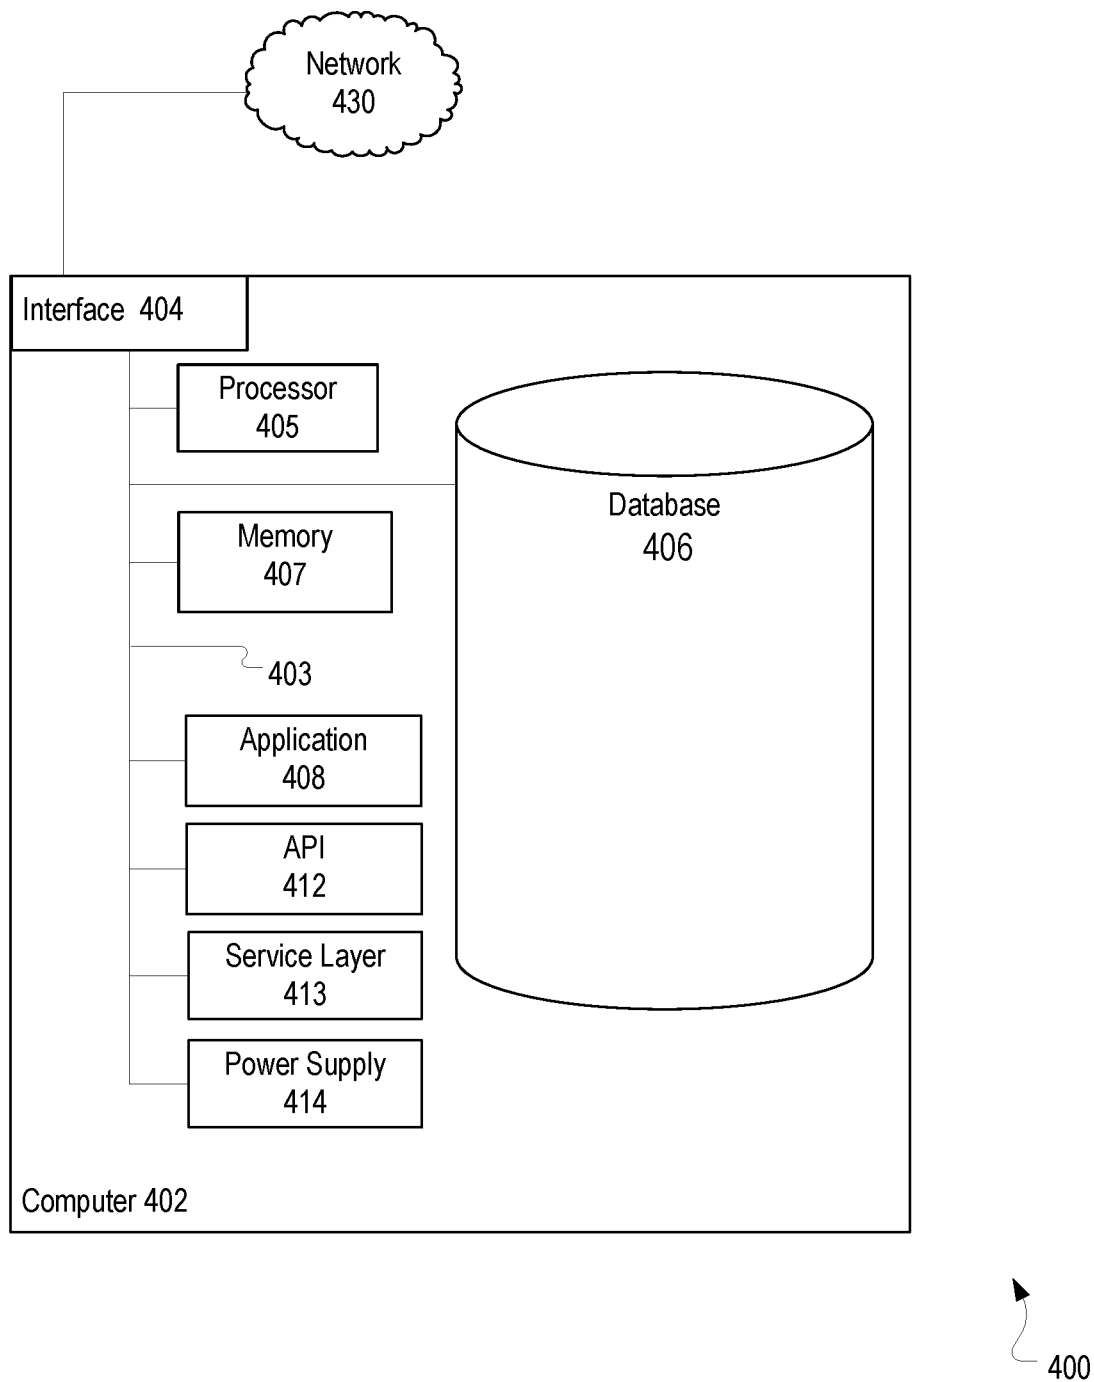 Network
430
Interface 404
Processor
405
Database
406
Memory
407
403
Application
408
API
412
Service Layer
413
Power Supply
414
Computer 402
400